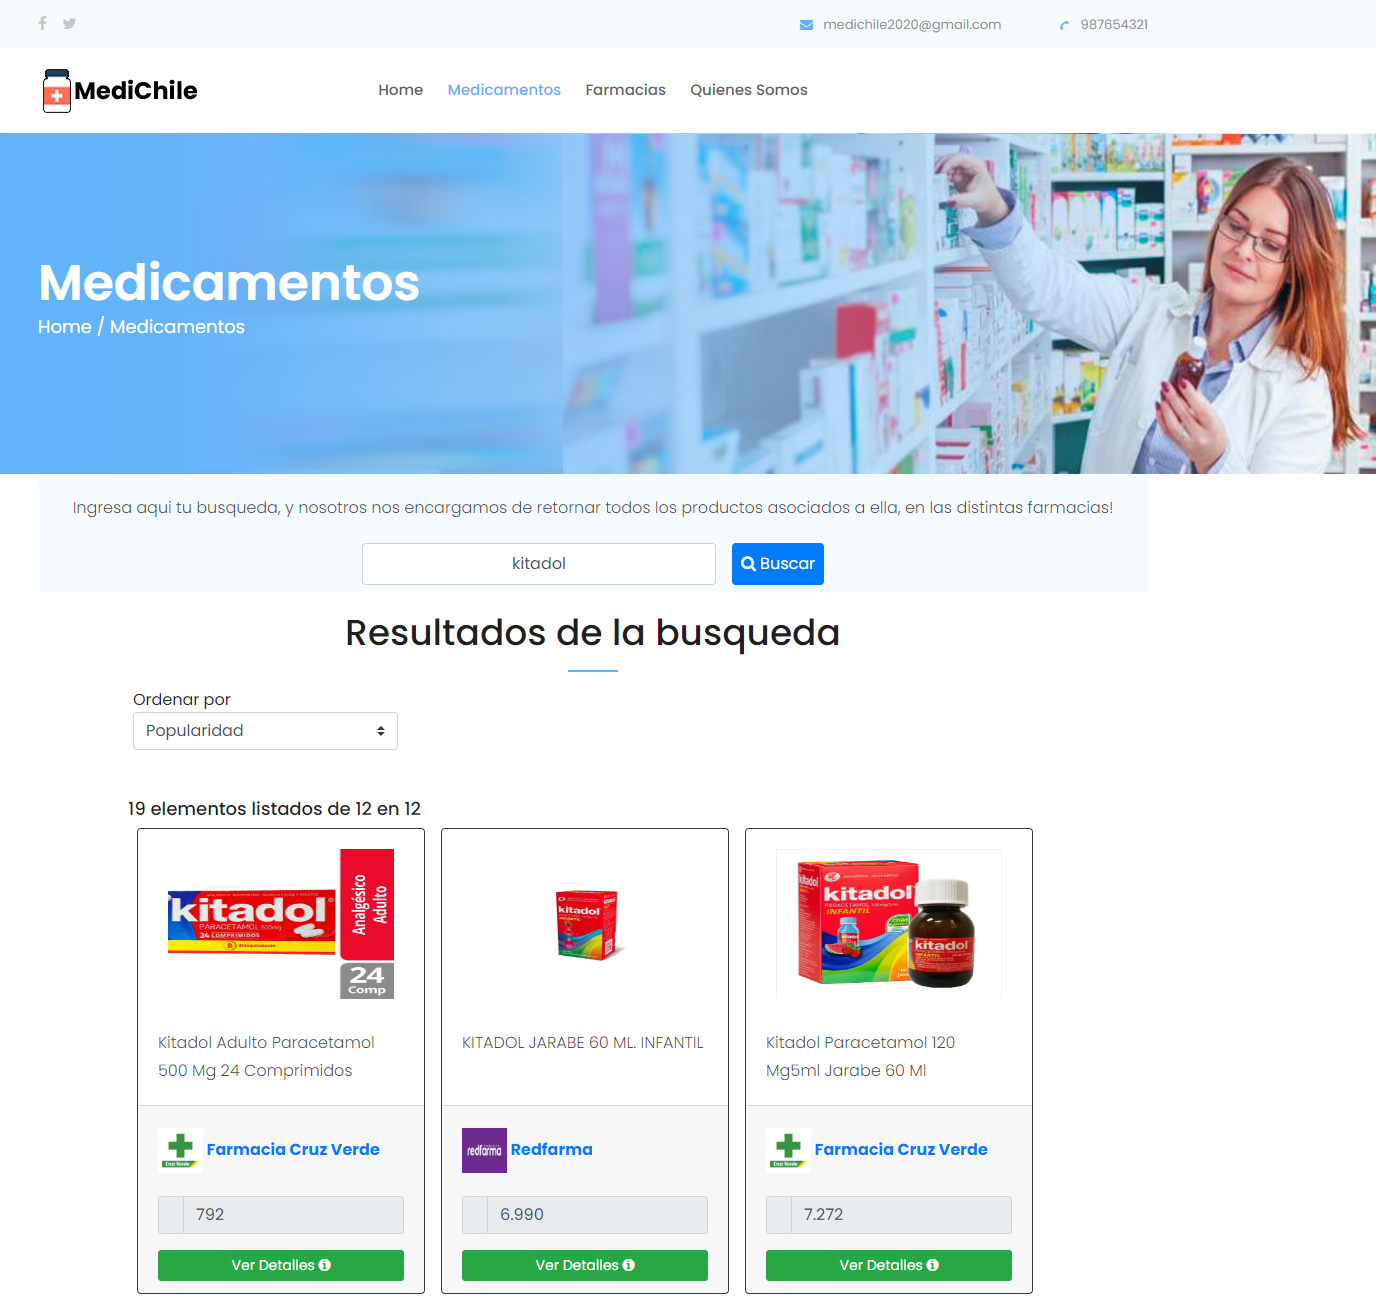 medichile2020@gmail.com
987654321
MediChile
Home
Medicamentos
Farmacias
Quienes Somos
Medicamentos
Home / Medicamentos
Ingresa aqui tu busqueda, y nosotros nos encargamos de retornar todos los productos asociados a ella, en las distintas farmacias!
kitadol
Buscar
Resultados de la busqueda
Ordenar por
Popularidad
19 elementos listados de 12 en 12
kitadol
PARACETAMOL 500mg
24 COMPRIMIDOS
B Bioequivalente
Analgésico
Adulto
24
Comp
Kitadol Adulto Paracetamol
500 Mg 24 Comprimidos
Farmacia Cruz Verde
792
Ver Detalles
kitadol
INFANTIL
KITADOL JARABE 60 ML. INFANTIL
redfarma
Redfarma
6.990
Ver Detalles
kitadol
PARACETAMOL
INFANTIL
kitadol
Kitadol Paracetamol 120
Mg5ml Jarabe 60 Ml
Cruz Verde
Farmacia Cruz Verde
7.272
Ver Detalles